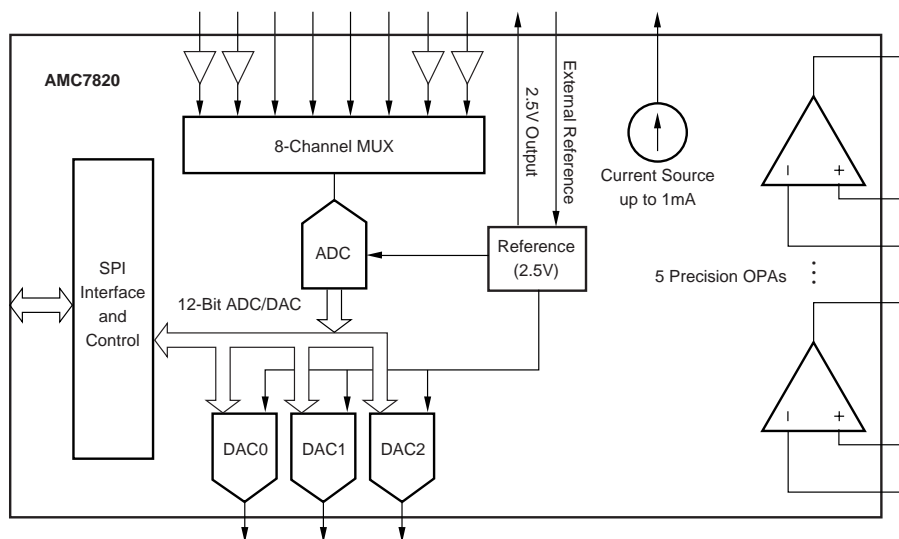 AMC7820
8-Channel MUX
2.5V Output
External Reference
Current Source
up to 1mA
ADC
Reference
(2.5V)
5 Precision OPAs
SPI
Interface
and
Control
12-Bit ADC/DAC
DAC0
DAC1
DAC2